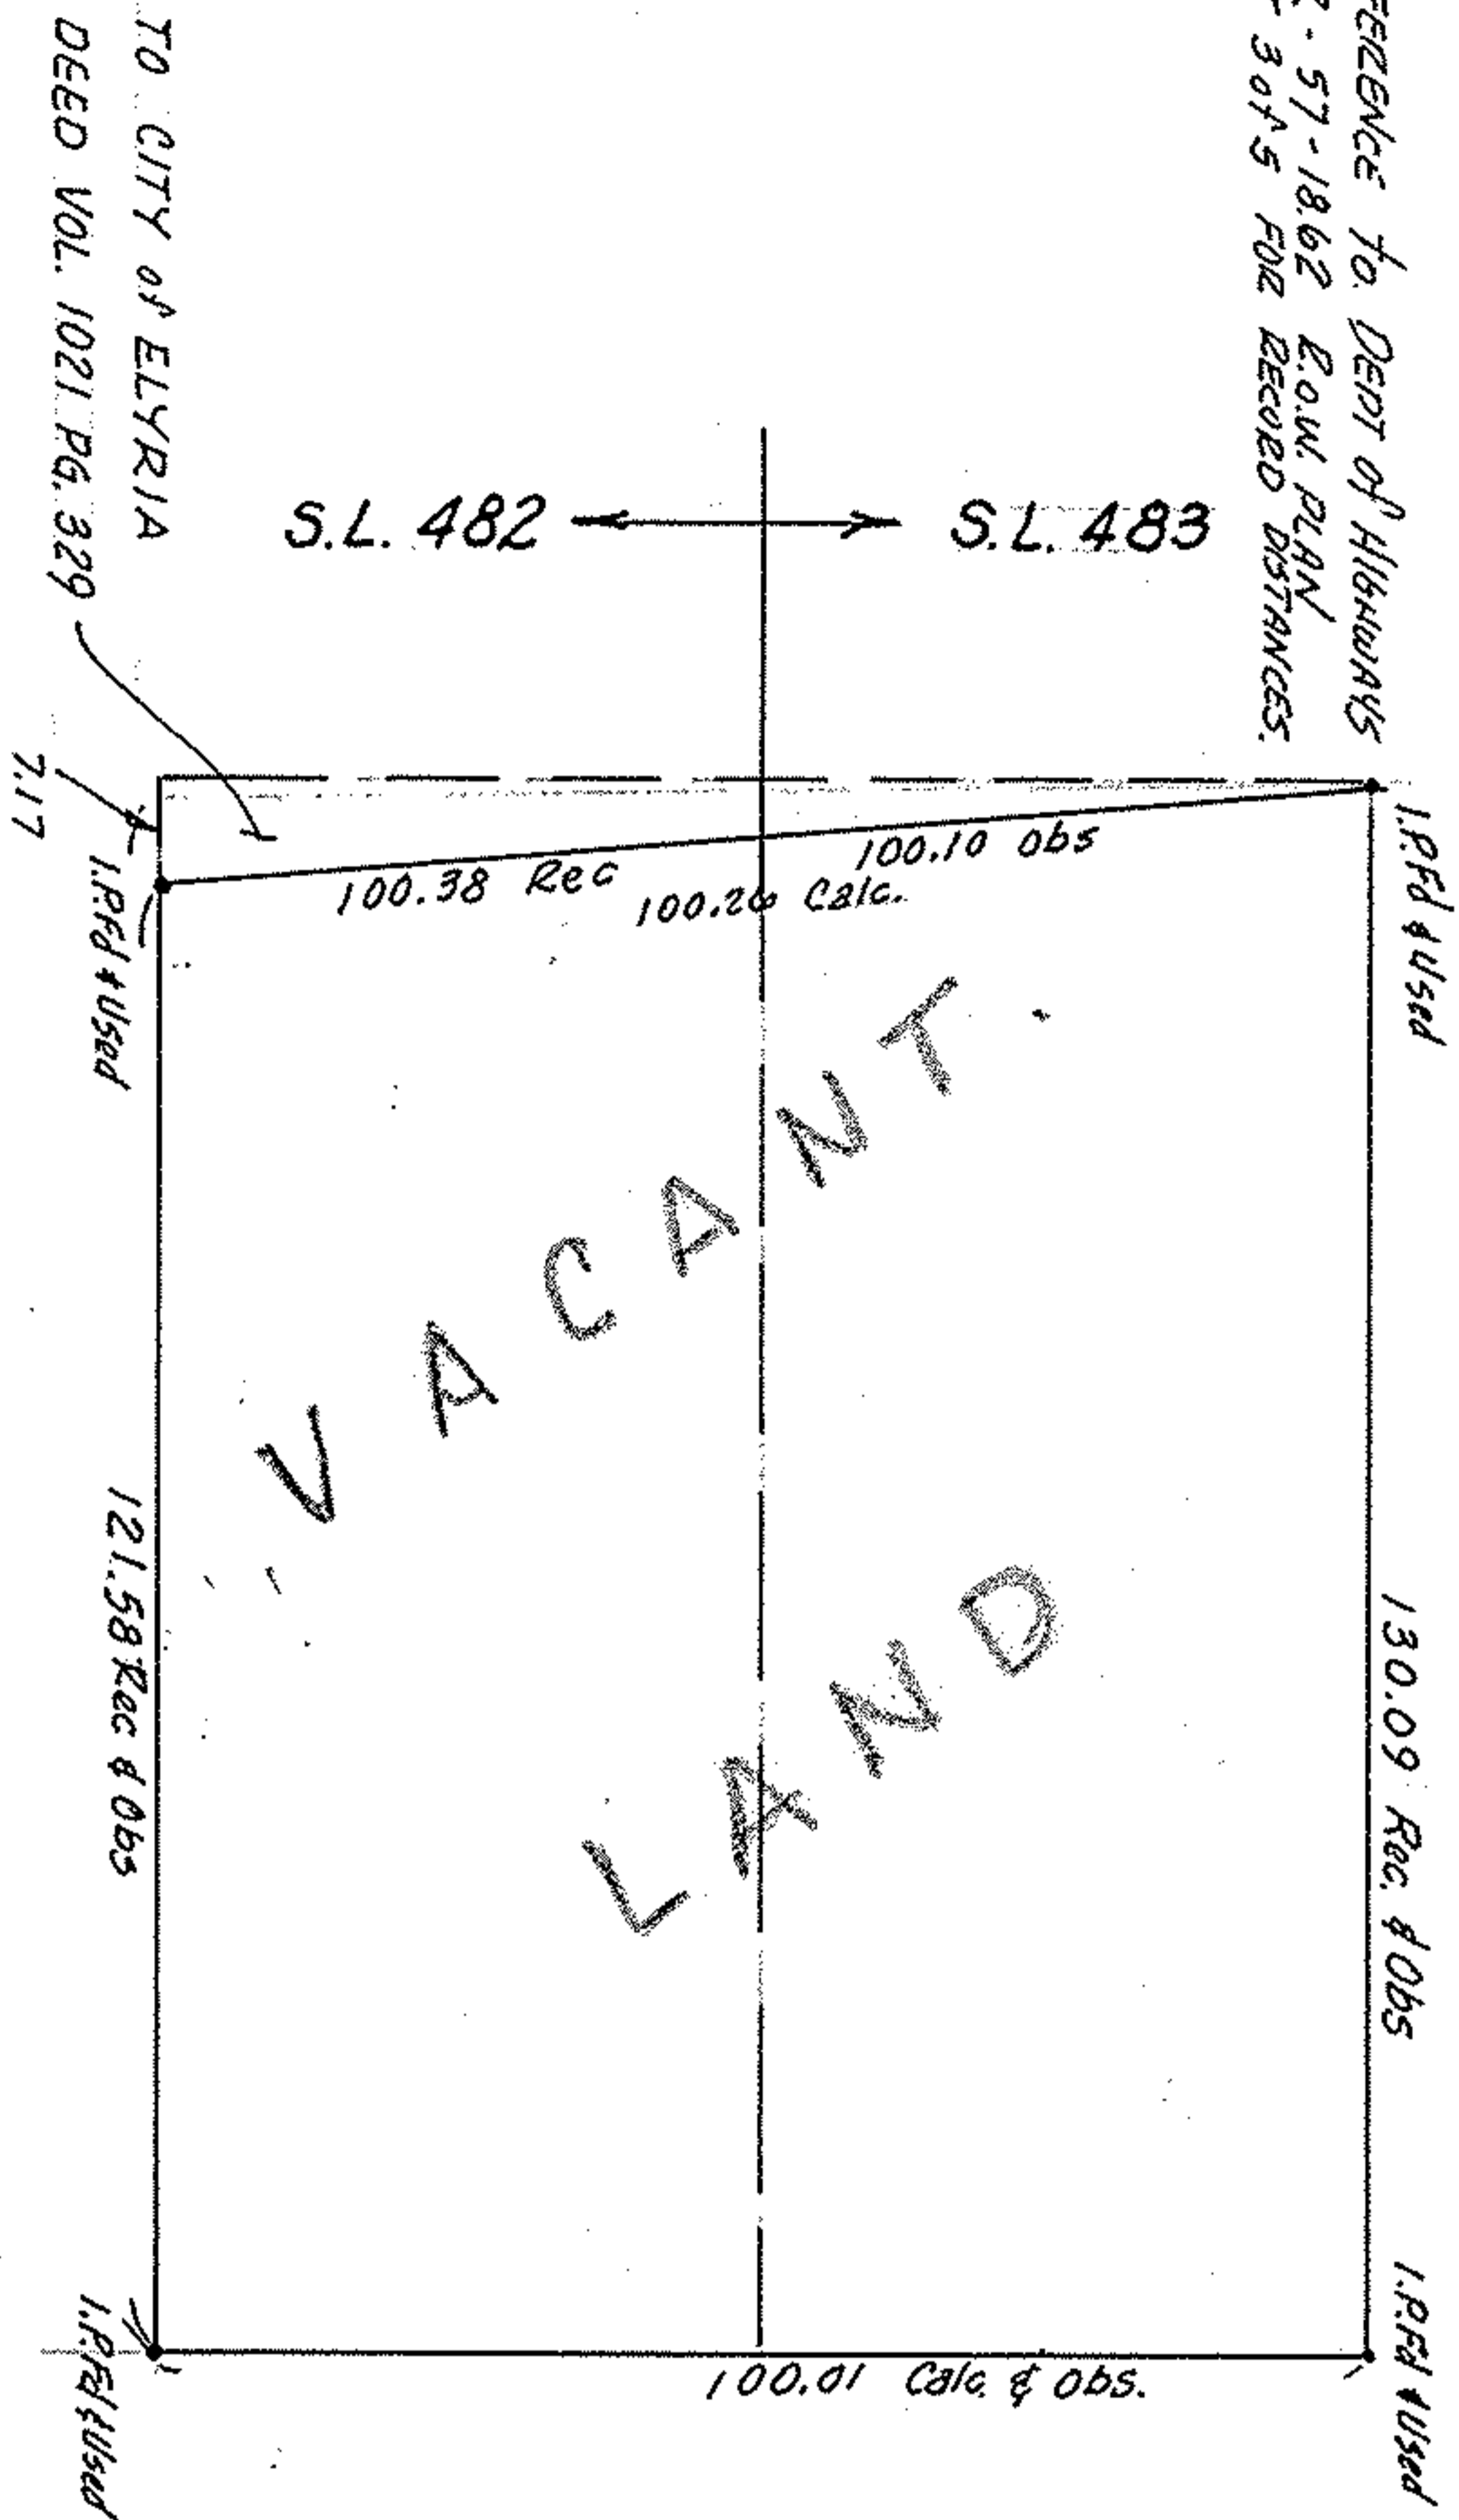 TO CITY of ELYRIA
DEED VOL. 1021 PG. 329
to. DEPT of HIGHWAYS
57-18.62 R.O.W. PLAN
3 of 5 FOR RECORD DISTANCES.
S.L. 482
S.L. 483
7.17
I.P. Fd & Used
I.P. Fd & Used
100.38 Rec
100.10 Obs
100.26 Calc.
VACANT
LAND
121.58 Rec & Obs
130.09 Rec. & Obs
I.P. Fd & Used
I.P. Fd & Used
100.01 Calc. & Obs.